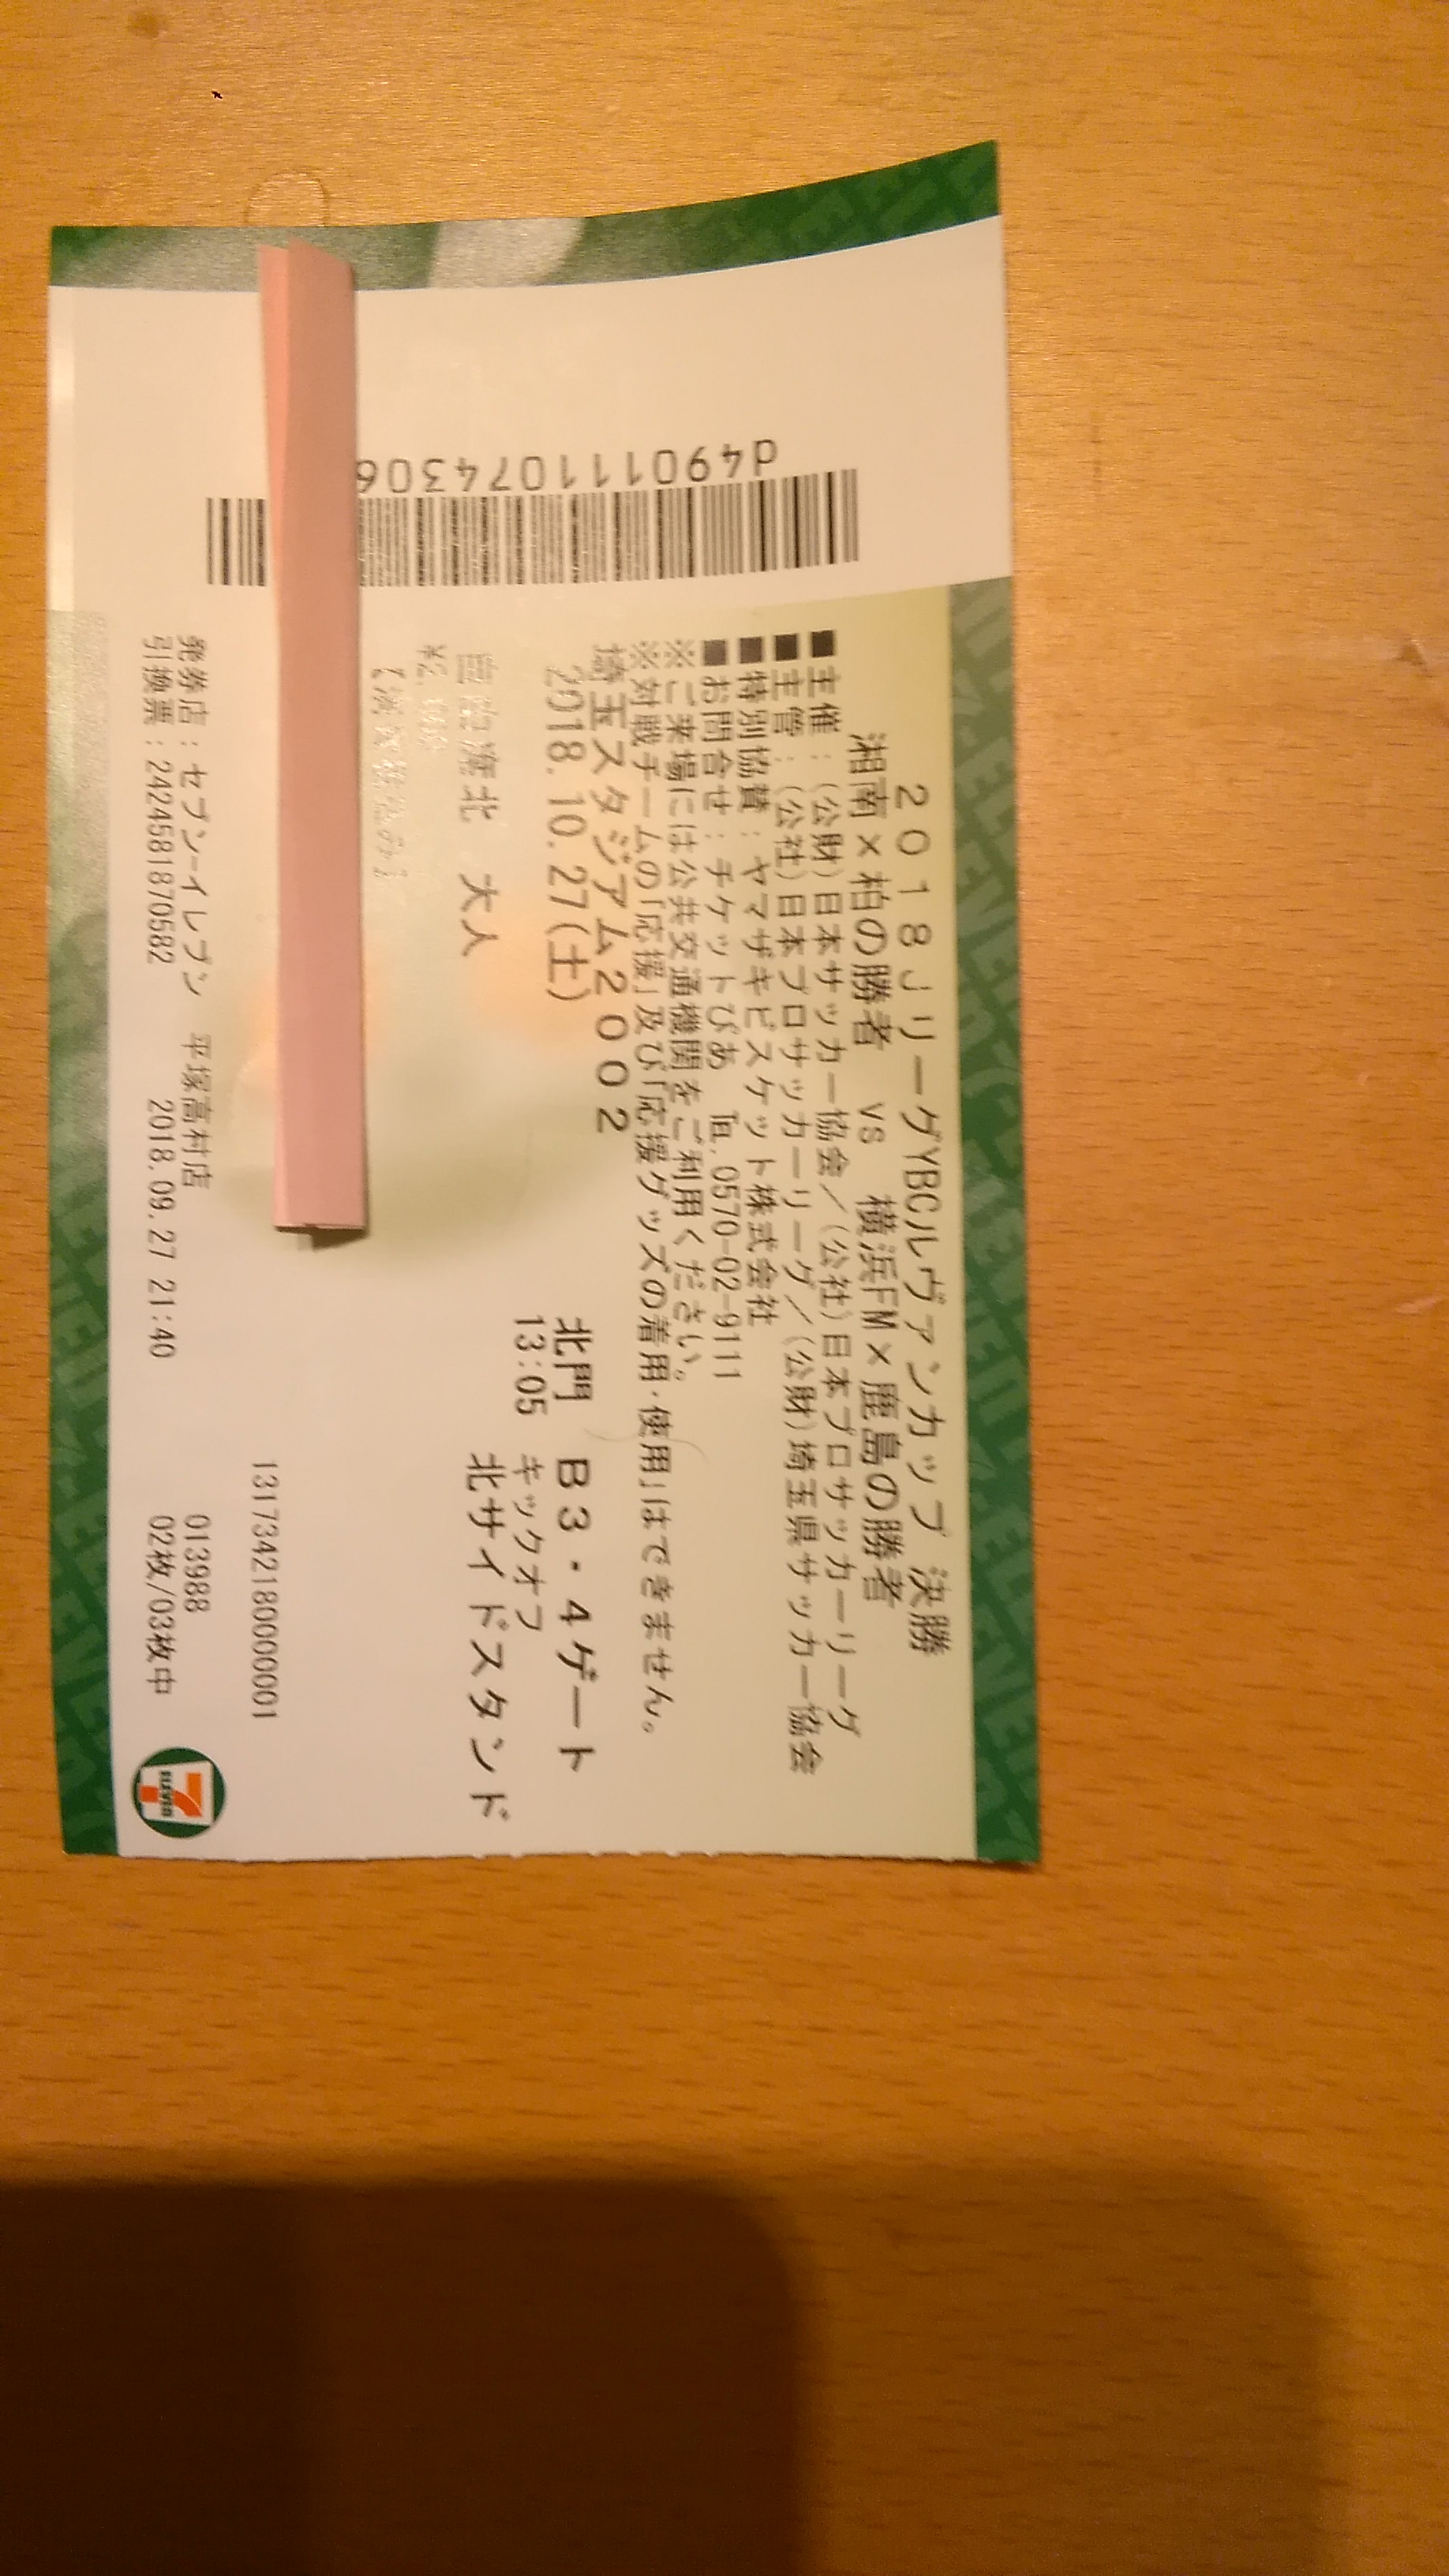 2018JリーグYBCルヴァンカップ 決勝
湘南×柏の勝者 VS 横浜FM×鹿島の勝者
■主催：(公財)日本サッカー協会／(公社)日本プロサッカーリーグ
■主管：(公社)日本プロサッカーリーグ／(公財)埼玉県サッカー協会
■特別協賛：ヤマザキビスケット株式会社
■お問合せ：チケットぴあ ℡.0570-02-9111
※ご来場には公共交通機関をご利用ください。
※対戦チームの「応援」及び「応援グッズの着用・使用」はできません。
埼玉スタジアム2002
2018.10.27(土)
北門 B3・4ゲート
13:05 キックオフ
自由席北 大人
北サイドスタンド
1317342180000001
発券店：セブン-イレブン 平塚高村店
013988
引換票：2424581870582
2018.09.27 21:40
02枚/03枚中
d490111074306
7
ELEVEN